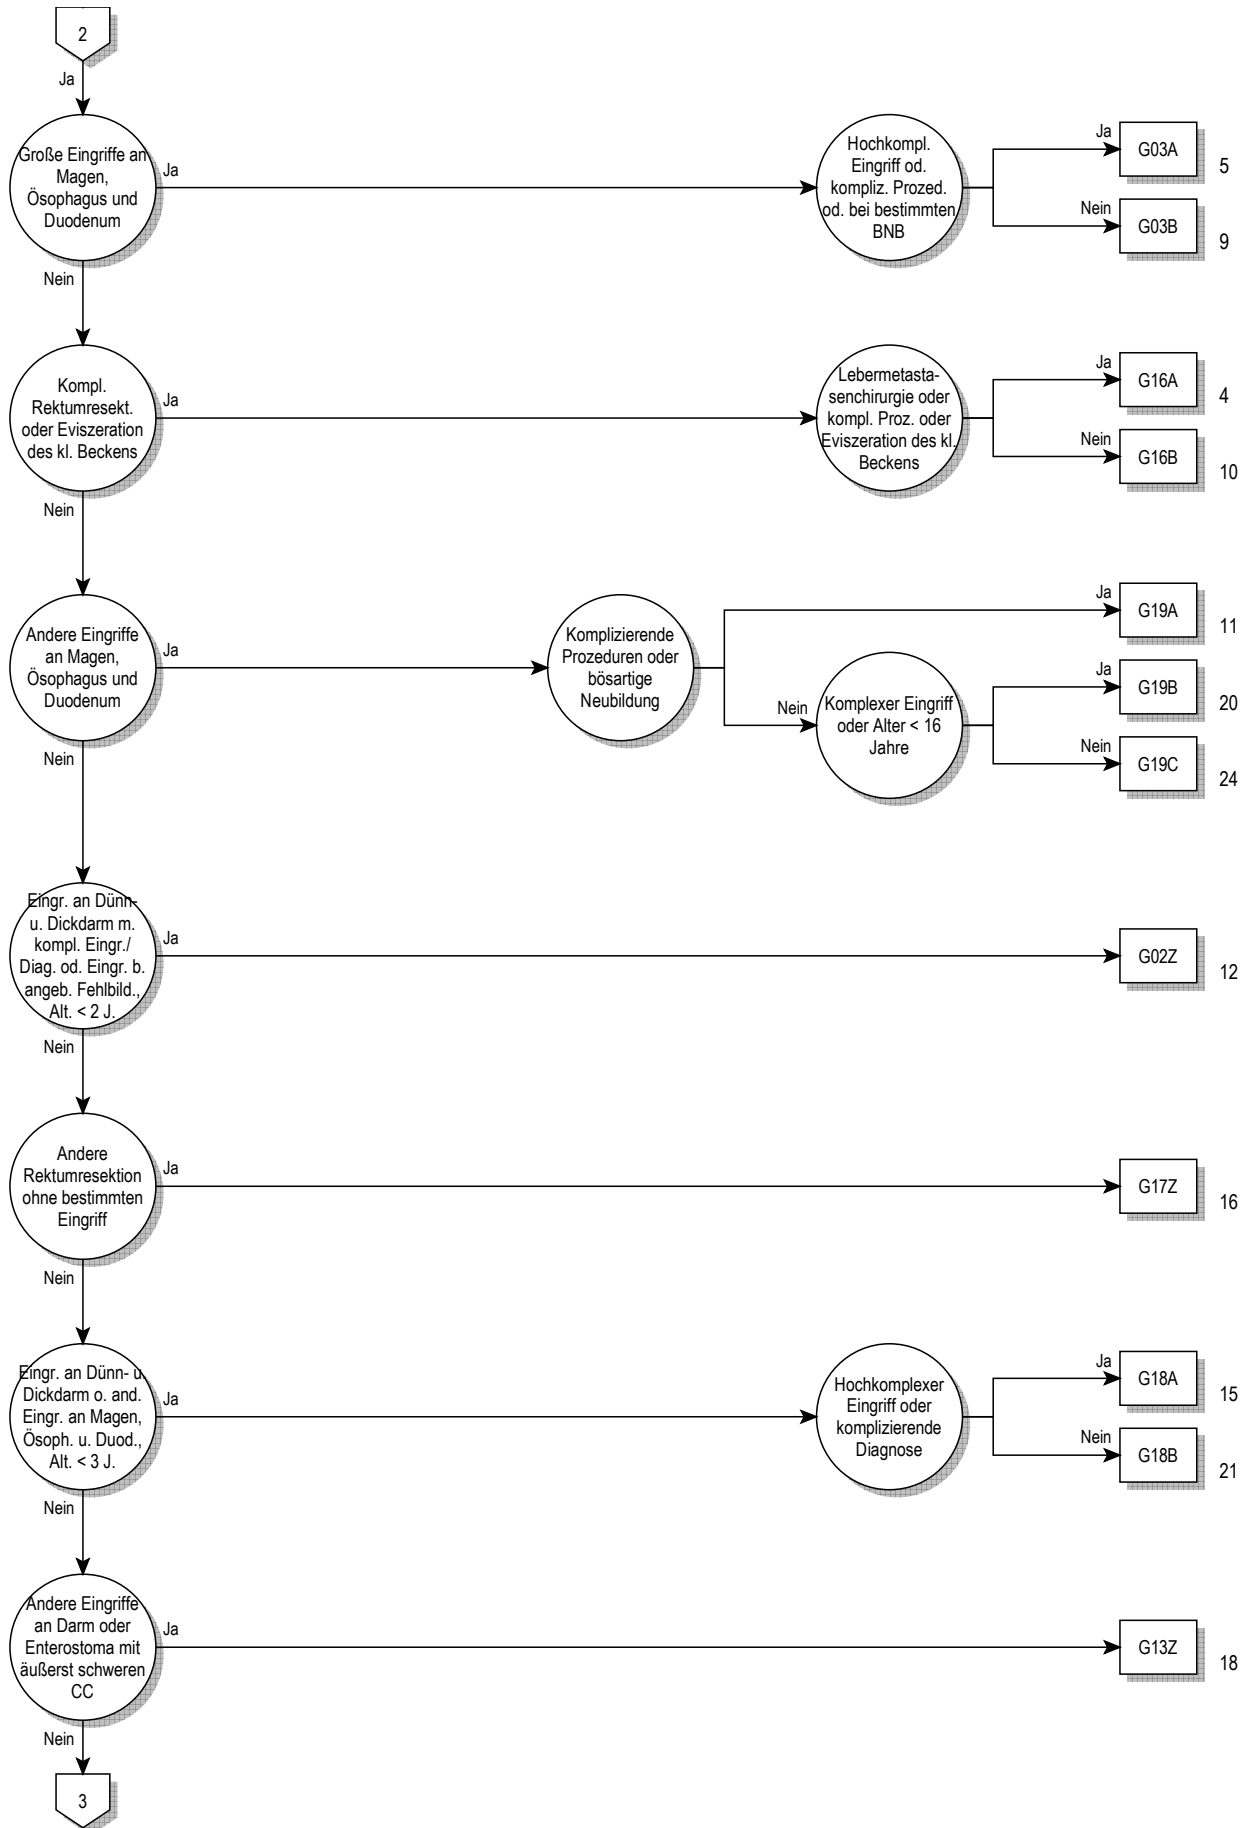 2
Ja
Große Eingriffe an
Magen,
Ösophagus und
Duodenum
Ja
Hochkompl.
Eingriff od.
kompliz. Prozed.
od. bei bestimmten
BNB
Ja
G03A
5
Nein
G03B
9
Nein
Kompl.
Rektumresekt.
oder Eviszeration
des kl. Beckens
Ja
Lebermetasta-
senchirurgie oder
kompl. Proz. oder
Eviszeration des kl.
Beckens
Ja
G16A
4
Nein
G16B
10
Nein
Andere Eingriffe
an Magen,
Ösophagus und
Duodenum
Ja
Komplizierende
Prozeduren oder
bösartige
Neubildung
Ja
G19A
11
Nein
Komplexer Eingriff
oder Alter < 16
Jahre
Ja
G19B
20
Nein
G19C
24
Nein
Eingr. an Dünn-
u. Dickdarm m.
kompl. Eingr./
Diag. od. Eingr. b.
angeb. Fehlbild.,
Alt. < 2 J.
Ja
G02Z
12
Nein
Andere
Rektumresektion
ohne bestimmten
Eingriff
Ja
G17Z
16
Nein
Eingr. an Dünn- u.
Dickdarm o. and.
Eingr. an Magen,
Ösoph. u. Duod.,
Alt. < 3 J.
Ja
Hochkomplexer
Eingriff oder
komplizierende
Diagnose
Ja
G18A
15
Nein
G18B
21
Nein
Andere Eingriffe
an Darm oder
Enterostoma mit
äußerst schweren
CC
Ja
G13Z
18
Nein
3